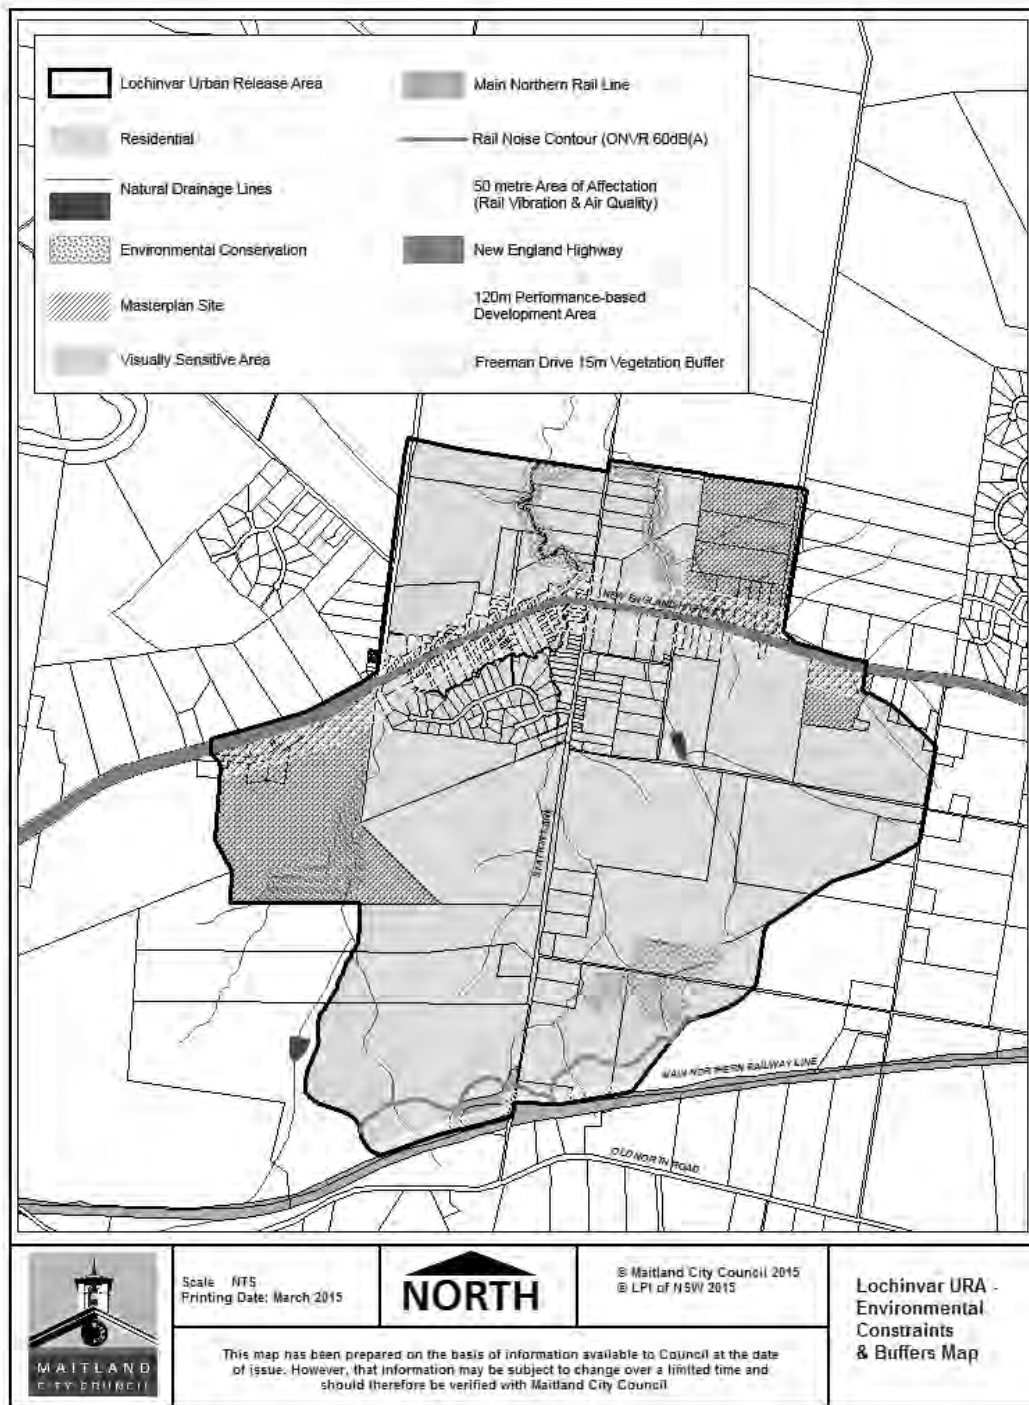 Lochinvar Urban Release Area
Residential
Natural Drainage Lines
Environmental Conservation
Masterplan Site
Visually Sensitive Area
Main Northern Rail Line
Rail Noise Contour (ONVR 60dB(A)
50 metre Area of Affectation
(Rail Vibration & Air Quality)
New England Highway
120m Performance-based
Development Area
Freeman Drive 15m Vegetation Buffer
NEW ENGLAND HIGHWAY
STATION LANE
MAIN NORTHERN RAILWAY LINE
OLD NORTH ROAD
MAITLAND
CITY COUNCIL
Scale NTS
Printing Date: March 2015
NORTH
© Maitland City Council 2015
© LPI of NSW 2015
This map has been prepared on the basis of information available to Council at the date
of issue. However, that information may be subject to change over a limited time and
should therefore be verified with Maitland City Council
Lochinvar URA -
Environmental
Constraints
& Buffers Map